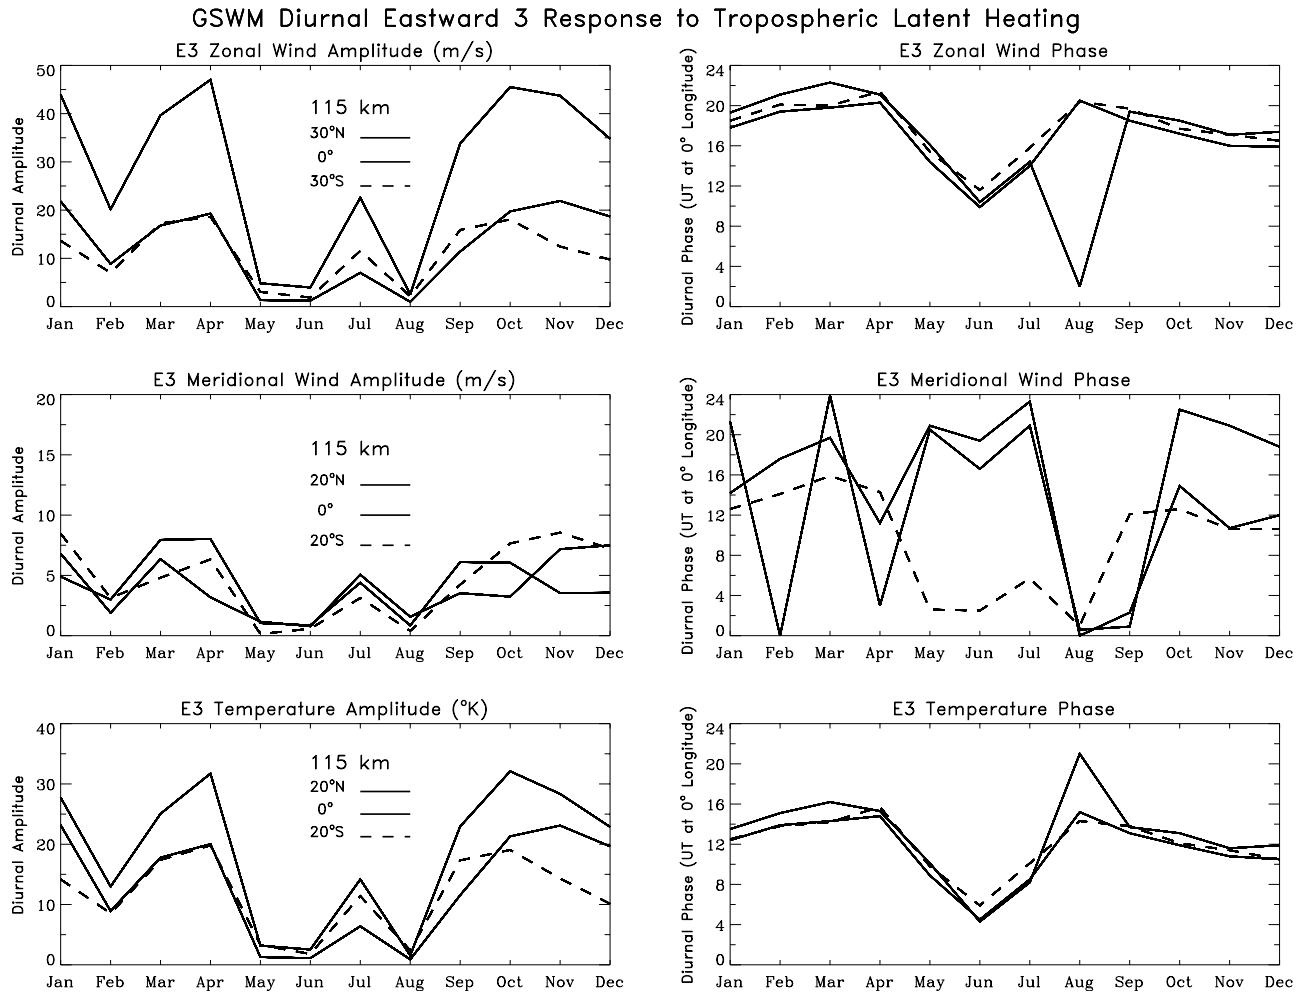 GSWM Diurnal Eastward 3 Response to Tropospheric Latent Heating
E3 Zonal Wind Amplitude (m/s)
Diurnal Amplitude
50
40
30
20
10
0
115 km
30°N
0°
30°S
Jan Feb Mar Apr May Jun Jul Aug Sep Oct Nov Dec
E3 Zonal Wind Phase
Diurnal Phase (UT at 0° Longitude)
24
20
16
12
8
4
0
Jan Feb Mar Apr May Jun Jul Aug Sep Oct Nov Dec
E3 Meridional Wind Amplitude (m/s)
Diurnal Amplitude
20
15
10
5
0
115 km
20°N
0°
20°S
Jan Feb Mar Apr May Jun Jul Aug Sep Oct Nov Dec
E3 Meridional Wind Phase
Diurnal Phase (UT at 0° Longitude)
24
20
16
12
8
4
0
Jan Feb Mar Apr May Jun Jul Aug Sep Oct Nov Dec
E3 Temperature Amplitude (°K)
Diurnal Amplitude
40
30
20
10
0
115 km
20°N
0°
20°S
Jan Feb Mar Apr May Jun Jul Aug Sep Oct Nov Dec
E3 Temperature Phase
Diurnal Phase (UT at 0° Longitude)
24
20
16
12
8
4
0
Jan Feb Mar Apr May Jun Jul Aug Sep Oct Nov Dec